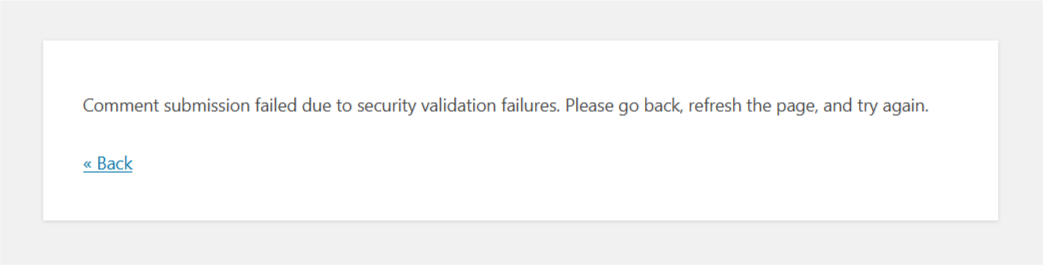 Comment submission failed due to security validation failures. Please go back, refresh the page, and try again.
« Back